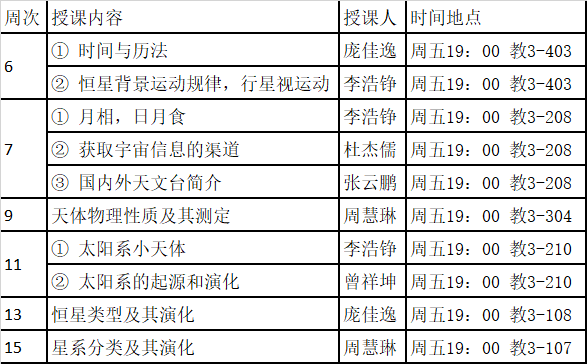 周次 授课内容 授课人 时间地点
6 ① 时间与历法 庞佳逸 周五19：00 教3-403
② 恒星背景运动规律，行星视运动 李浩铮 周五19：00 教3-403
7 ① 月相，日月食 李浩铮 周五19：00 教3-208
② 获取宇宙信息的渠道 杜杰儒 周五19：00 教3-208
③ 国内外天文台简介 张云鹏 周五19：00 教3-208
9 天体物理性质及其测定 周慧琳 周五19：00 教3-304
11 ① 太阳系小天体 李浩铮 周五19：00 教3-210
② 太阳系的起源和演化 曾祥坤 周五19：00 教3-210
13 恒星类型及其演化 庞佳逸 周五19：00 教3-108
15 星系分类及其演化 周慧琳 周五19：00 教3-107